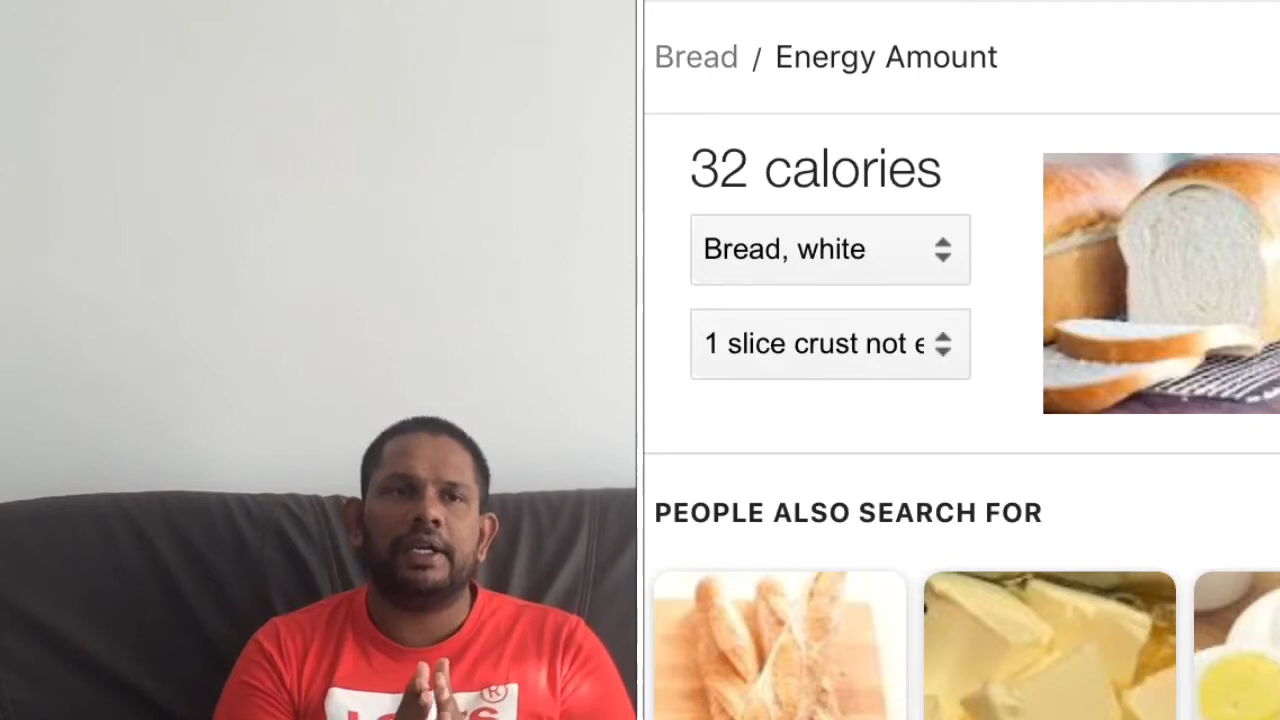 Bread / Energy Amount
32 calories
Bread, white
1 slice crust not e
PEOPLE ALSO SEARCH FOR
®